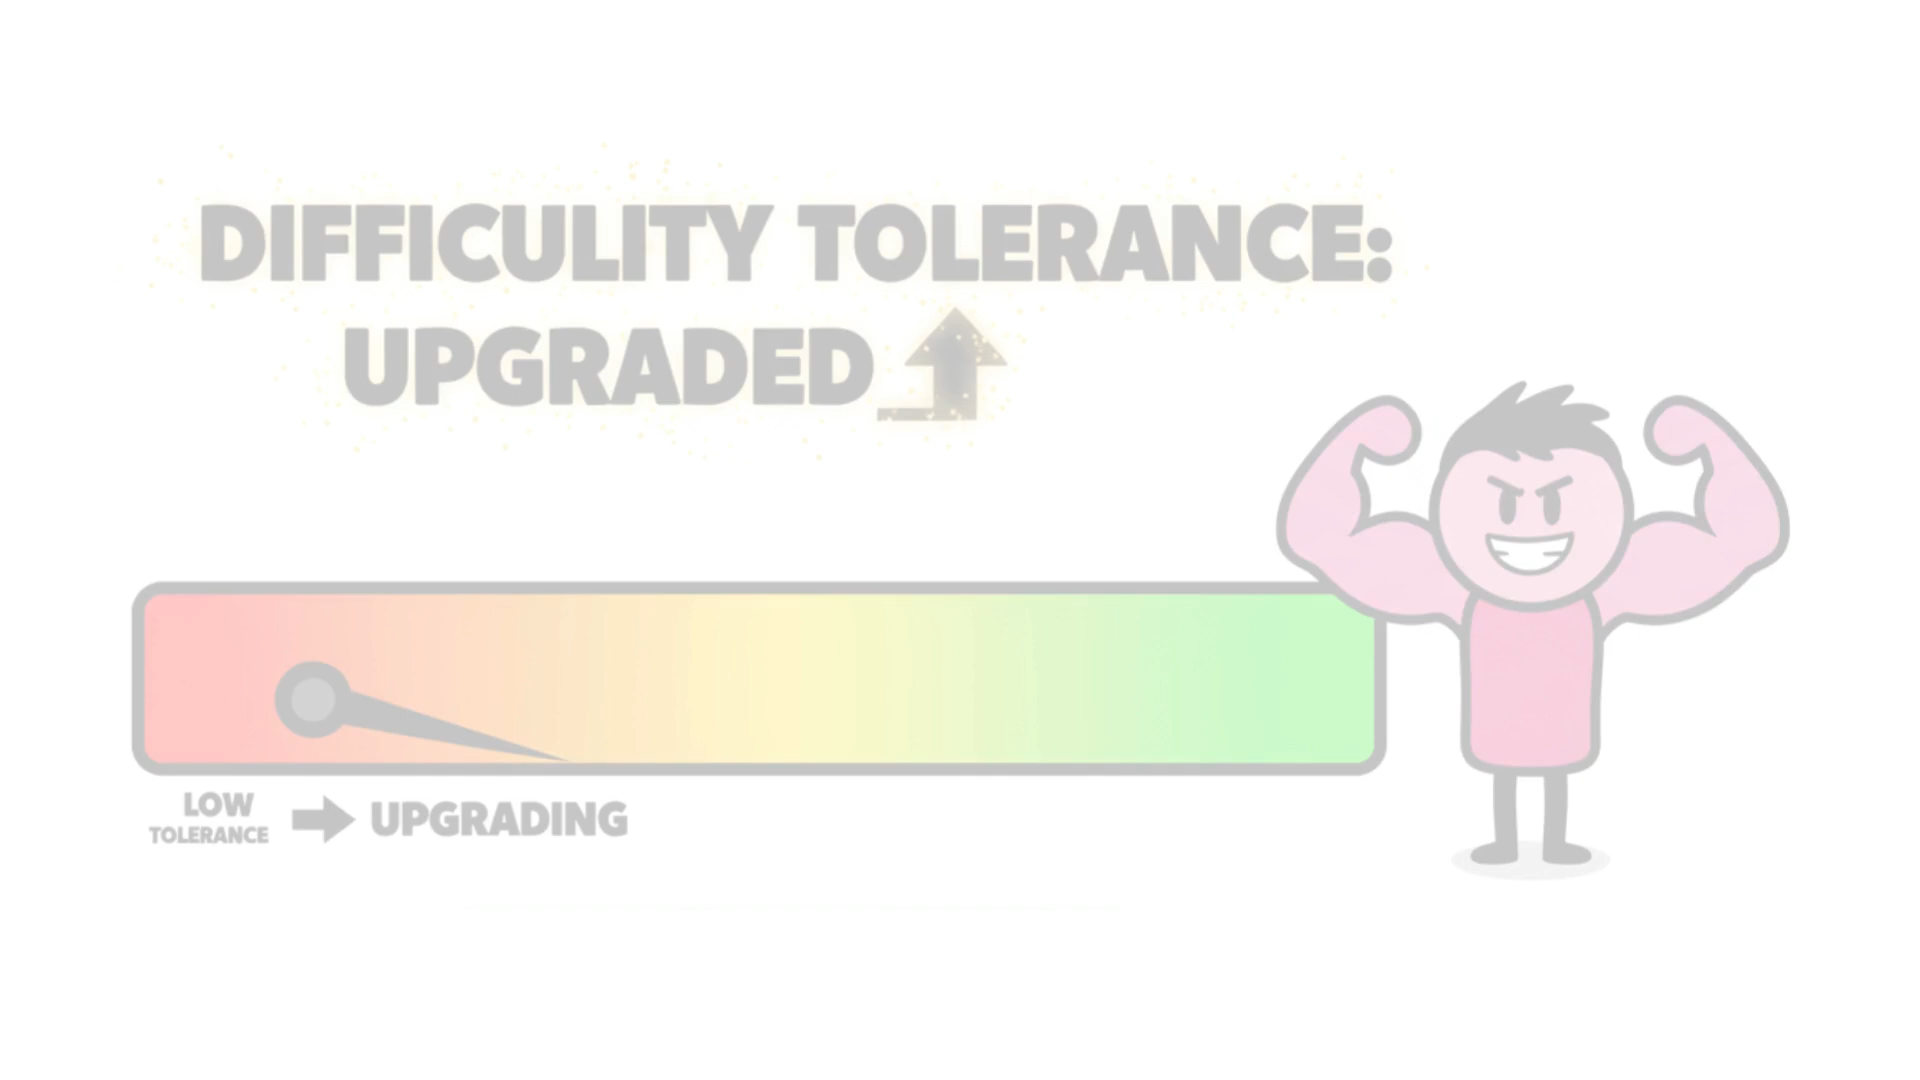 DIFFICULITY TOLERANCE:
UPGRADED
LOW
TOLERANCE
UPGRADING